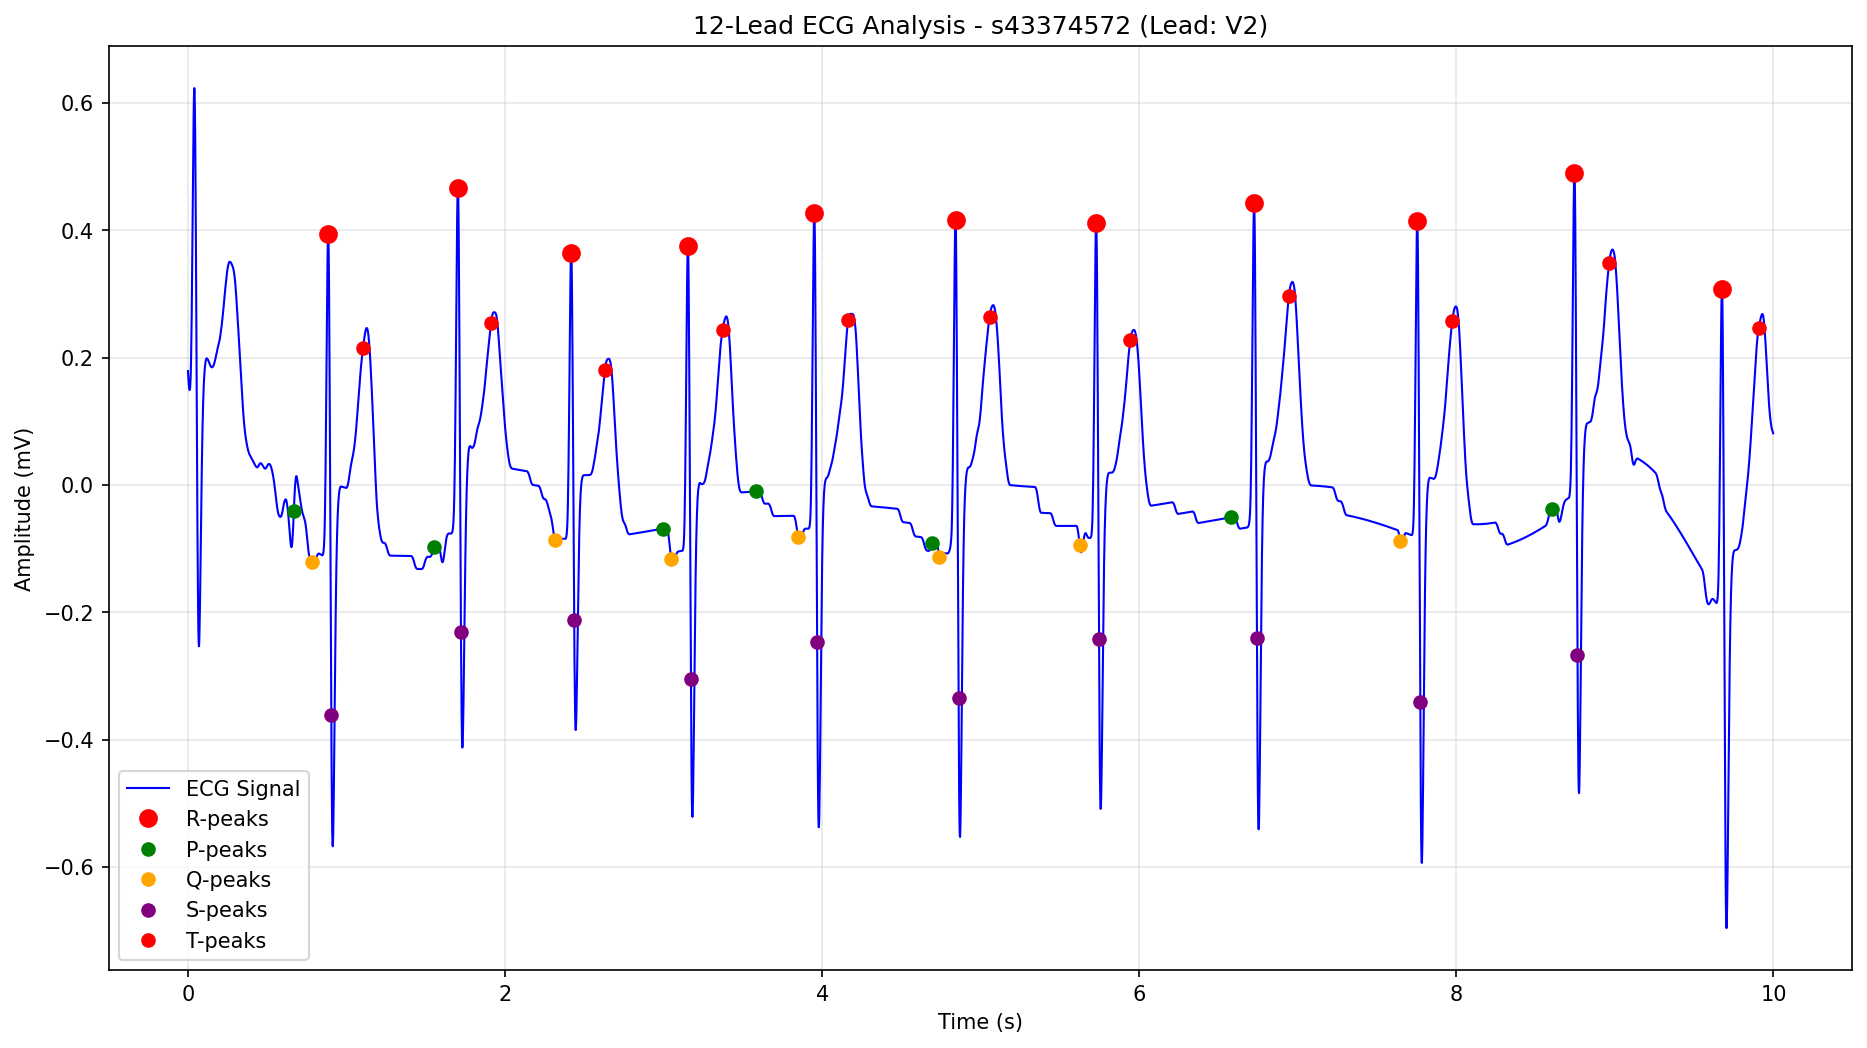 12-Lead ECG Analysis - s43374572 (Lead: V2)
Amplitude (mV)
0.6
0.4
0.2
0.0
−0.2
−0.4
−0.6
ECG Signal
R-peaks
P-peaks
Q-peaks
S-peaks
T-peaks
0 2 4 6 8 10
Time (s)